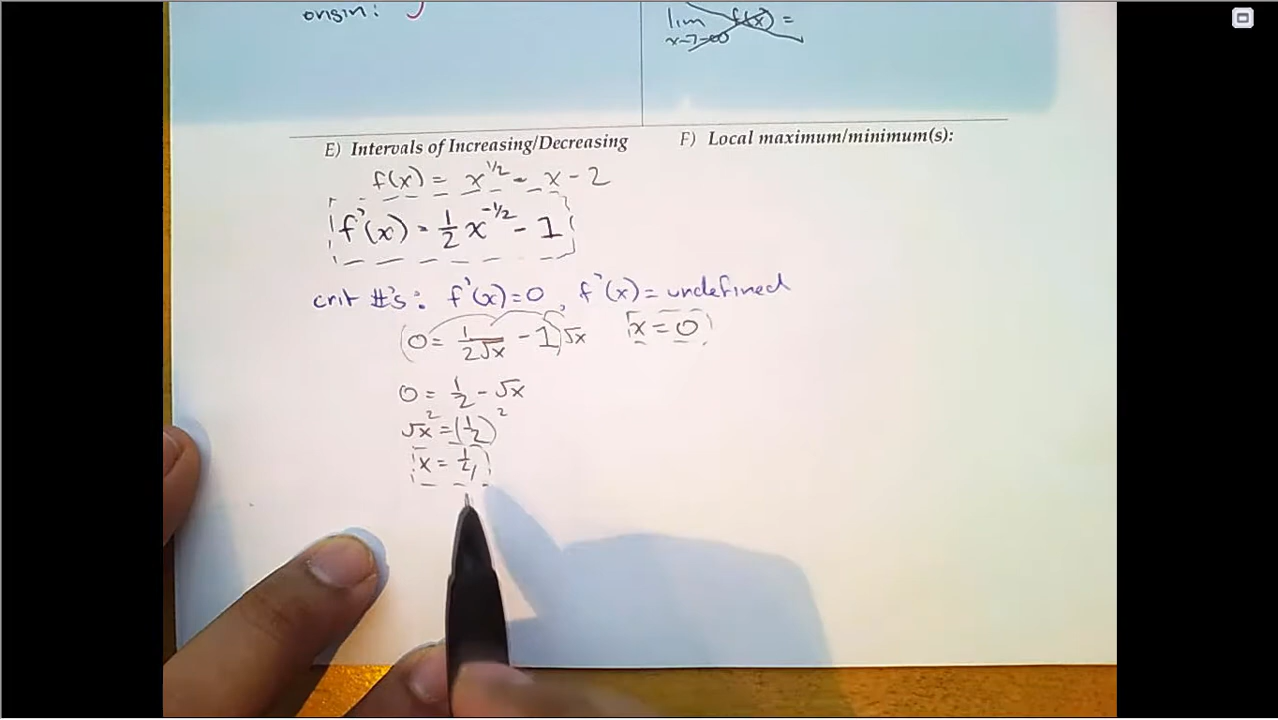 origin:
lim f(x) =
x→-∞
E) Intervals of Increasing/Decreasing
F) Local maximum/minimum(s):
f(x) = x^1/2 - x - 2
f'(x) = 1/2 x^-1/2 - 1
crit #'s: f'(x)=0, f'(x)= undefined
(0 = 1/2√x - 1)√x
x = 0
0 = 1/2 - √x
√x^2 = (1/2)^2
x = 1/4